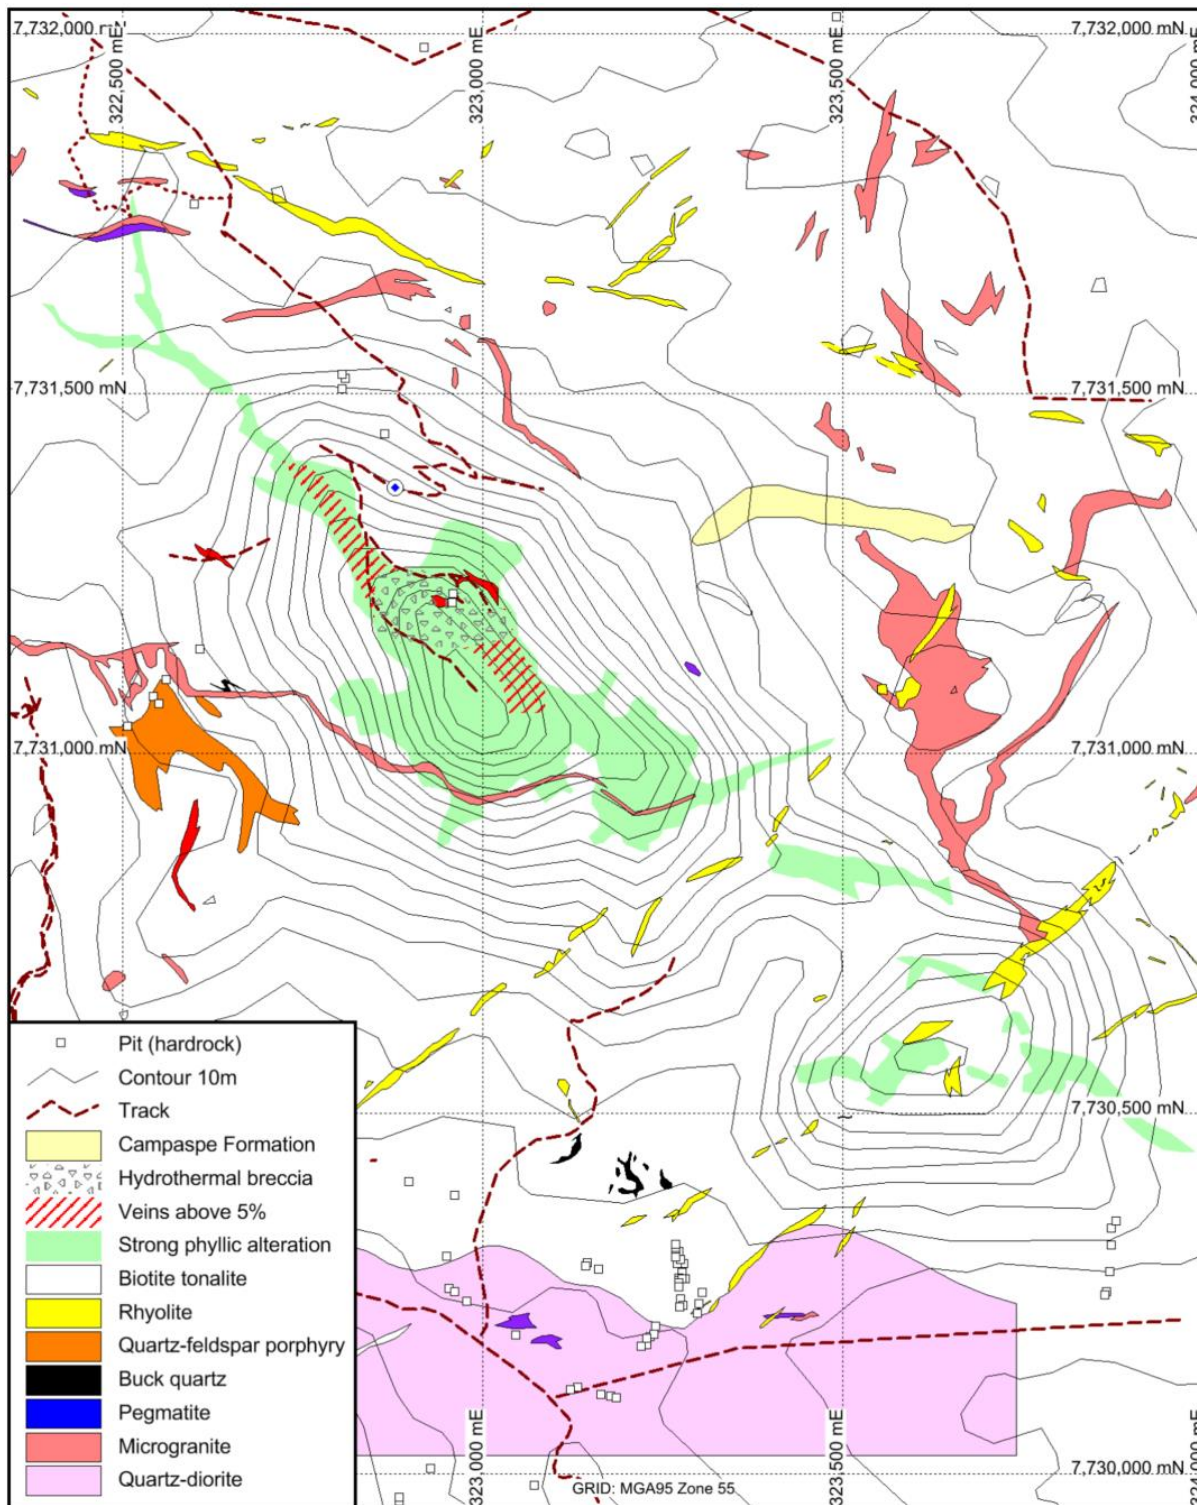 7,732,000 mN
7,732,000 mN
322,500 mE
323,000 mE
323,500 mE
7,731,500 mN
7,731,500 mN
7,731,000 mN
7,731,000 mN
7,730,500 mN
Pit (hardrock)
Contour 10m
Track
Campaspe Formation
Hydrothermal breccia
Veins above 5%
Strong phyllic alteration
Biotite tonalite
Rhyolite
Quartz-feldspar porphyry
Buck quartz
Pegmatite
Microgranite
Quartz-diorite
323,000 mE
323,500 mE
7,730,000 mN
GRID: MGA95 Zone 55